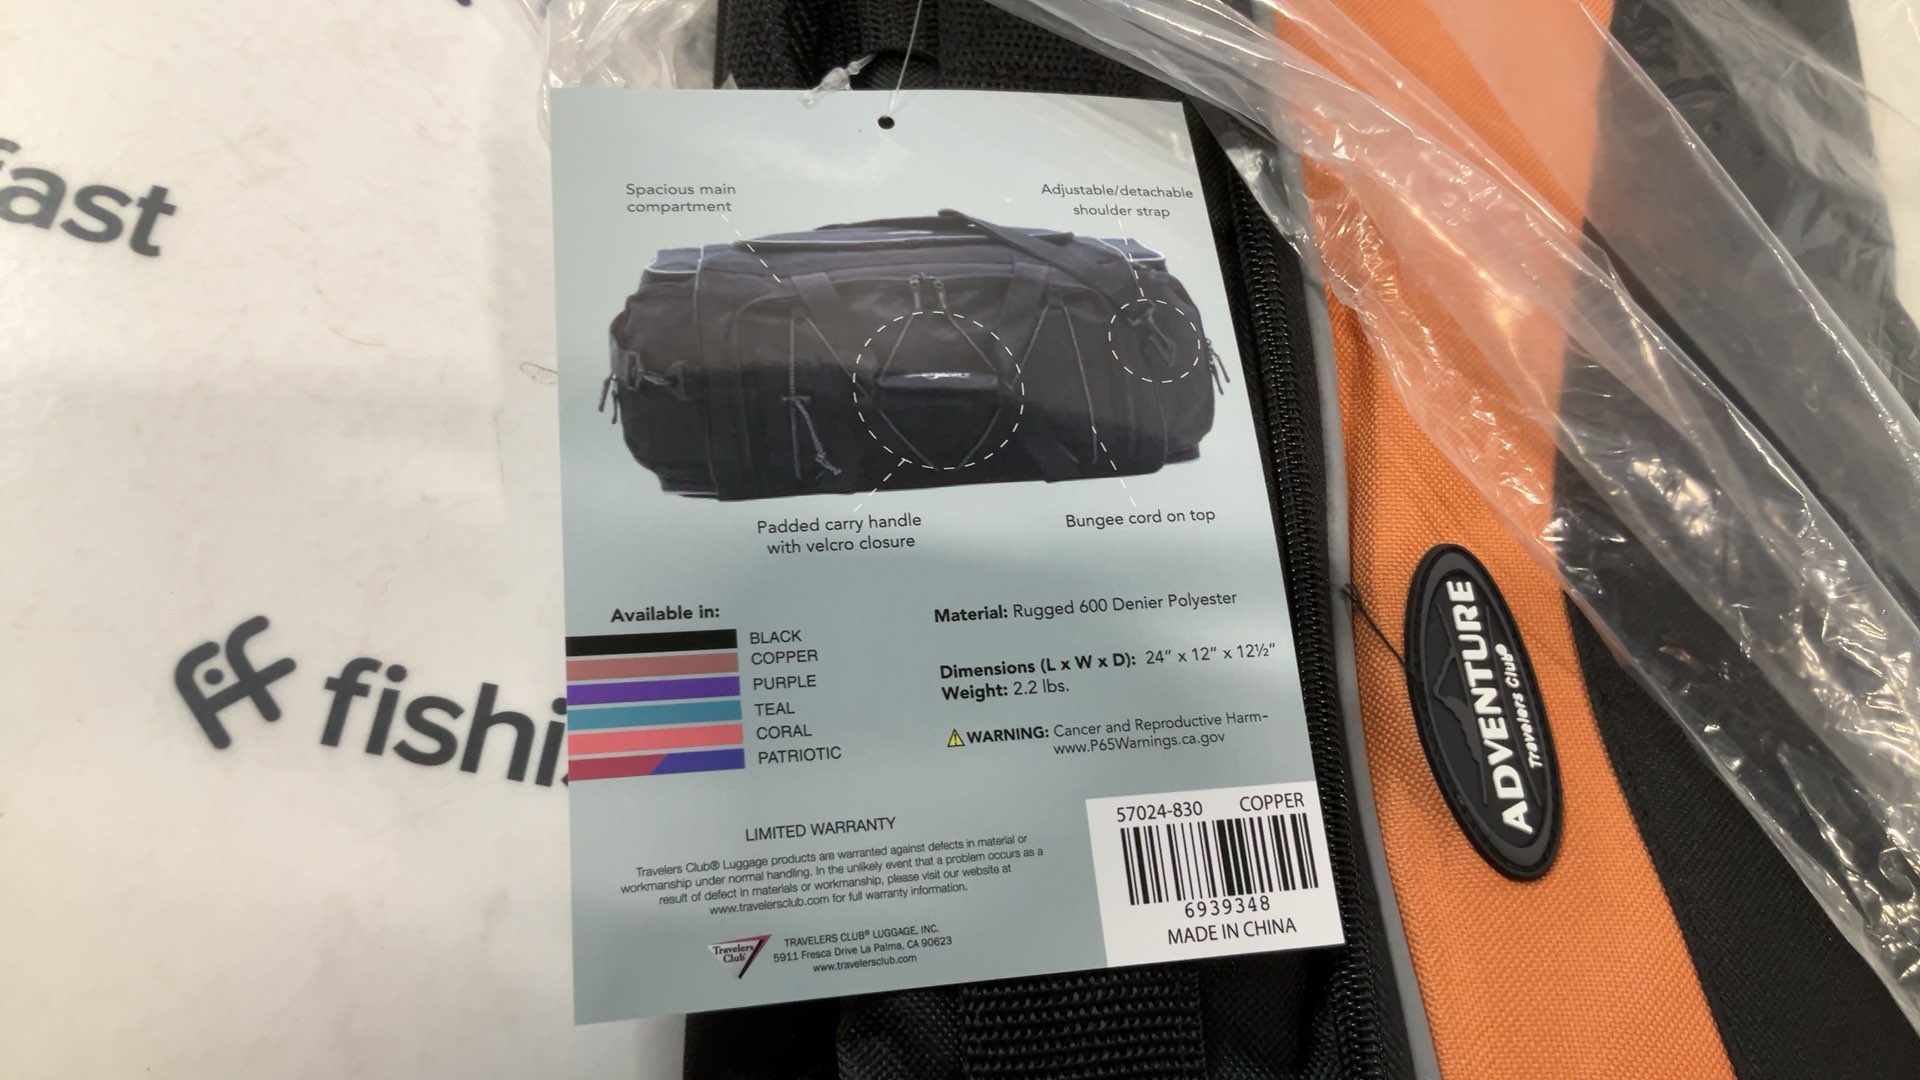 fast
fishi
Spacious main
compartment
Adjustable/detachable
shoulder strap
Padded carry handle
with velcro closure
Bungee cord on top
Available in:
BLACK
COPPER
PURPLE
TEAL
CORAL
PATRIOTIC
Material: Rugged 600 Denier Polyester
Dimensions (L x W x D): 24" x 12" x 12½"
Weight: 2.2 lbs.
WARNING: Cancer and Reproductive Harm-
www.P65Warnings.ca.gov
LIMITED WARRANTY
Travelers Club® Luggage products are warranted against defects in material or
workmanship under normal handling. In the unlikely event that a problem occurs as a
result of defect in materials or workmanship, please visit our website at
www.travelersclub.com for full warranty information.
Travelers
Club
TRAVELERS CLUB® LUGGAGE, INC.
5911 Fresca Drive La Palma, CA 90623
www.travelersclub.com
57024-830 COPPER
6939348
MADE IN CHINA
ADVENTURE
Travelers Club®